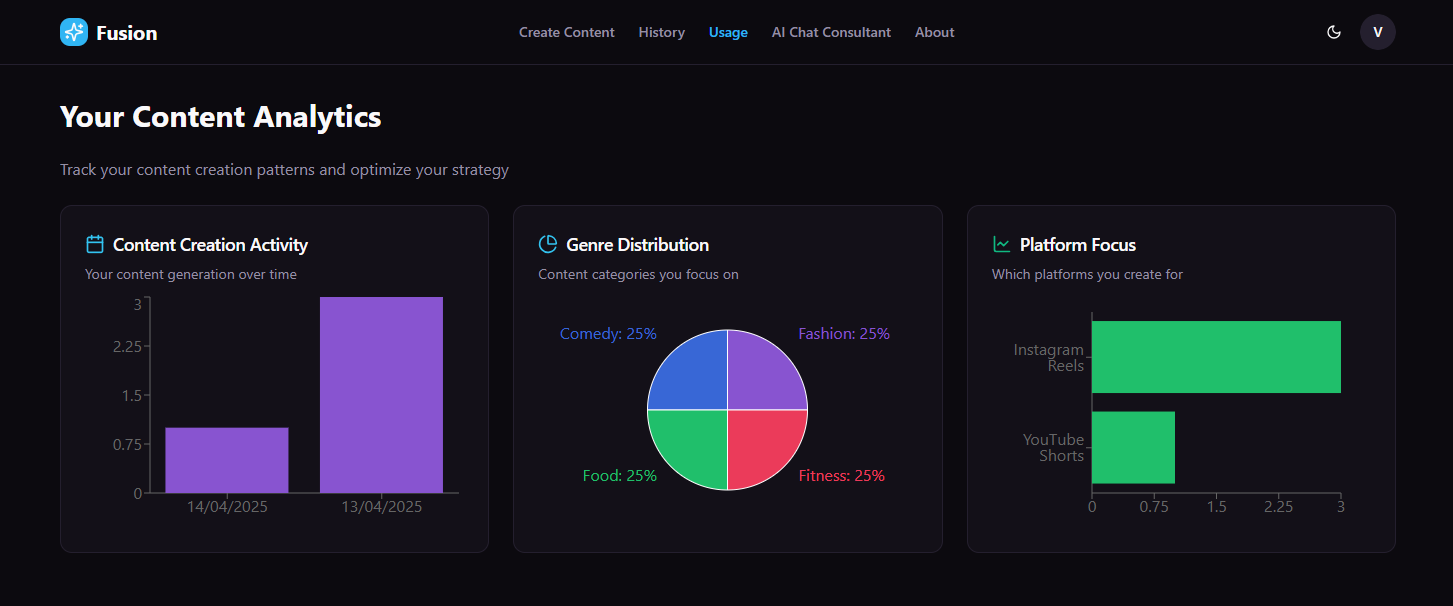 Fusion
Create Content
History
Usage
AI Chat Consultant
About
V
Your Content Analytics
Track your content creation patterns and optimize your strategy
Content Creation Activity
Your content generation over time
3
2.25
1.5
0.75
0
14/04/2025
13/04/2025
Genre Distribution
Content categories you focus on
Comedy: 25%
Fashion: 25%
Food: 25%
Fitness: 25%
Platform Focus
Which platforms you create for
Instagram
Reels
YouTube
Shorts
0
0.75
1.5
2.25
3